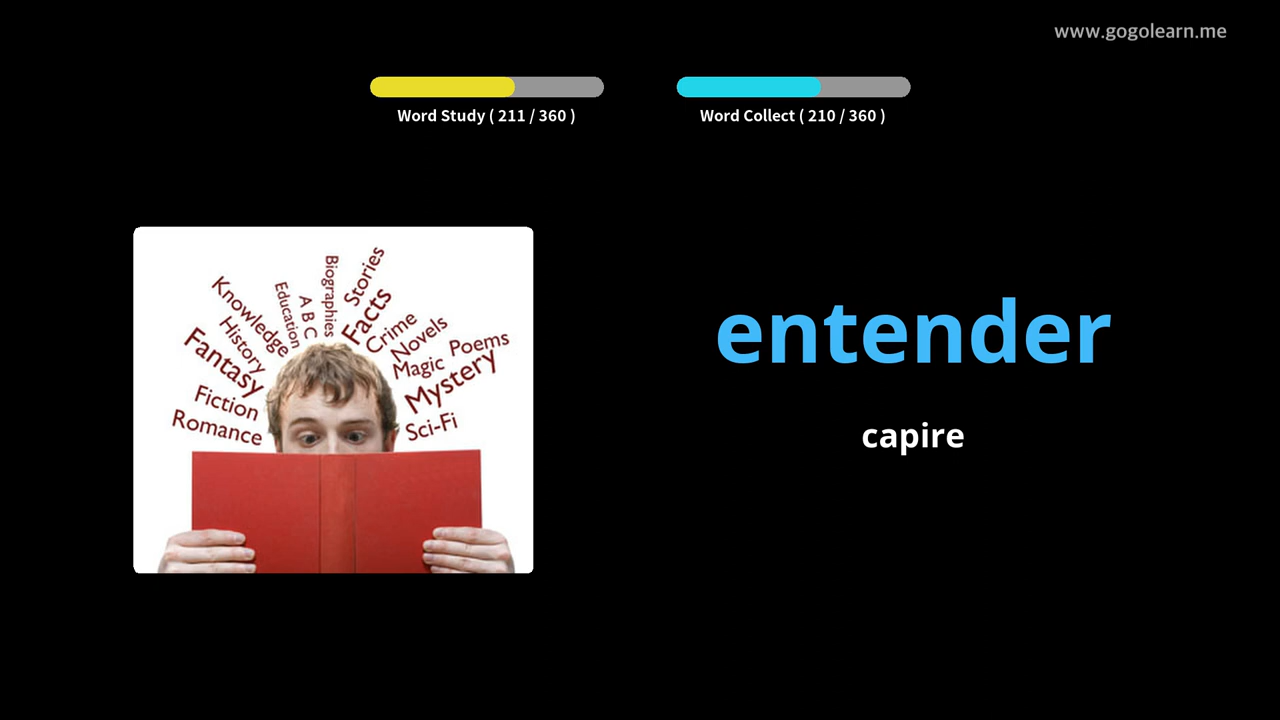 www.gogolearn.me
Word Study ( 211 / 360 )
Word Collect ( 210 / 360 )
Knowledge
Education
A B C
Biographies
Stories
Facts
Crime
Novels
Poems
History
Fantasy
Magic
Mystery
Fiction
Romance
Sci-Fi
entender
capire